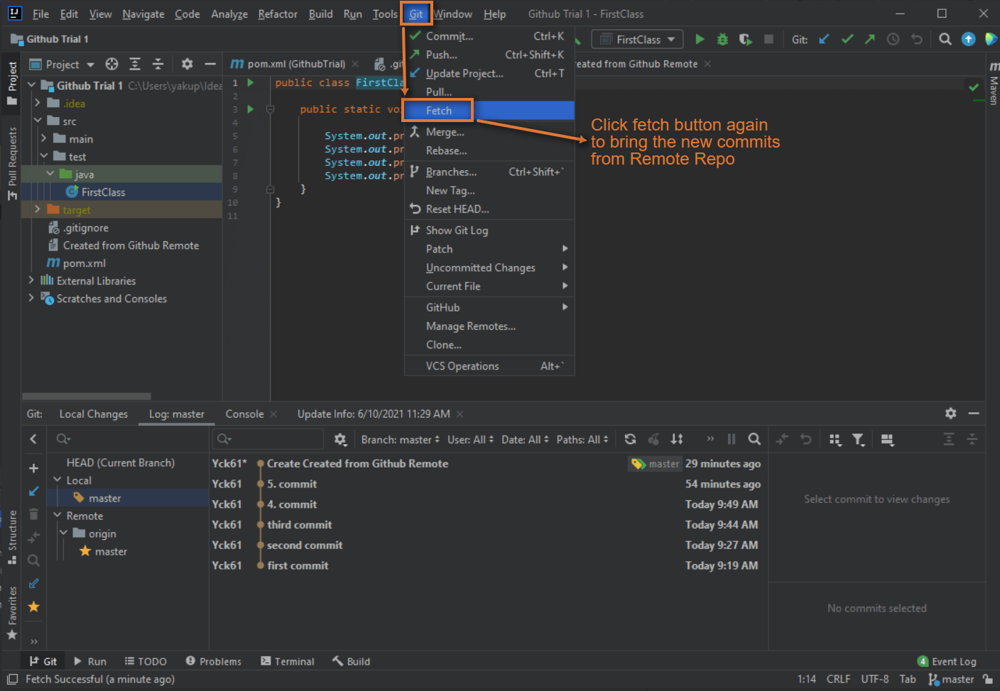 IJ File Edit View Navigate Code Analyze Refactor Build Run Tools Git Window Help Github Trial 1 - FirstClass
Github Trial 1
FirstClass
Git:
Project
pom.xml (GithubTrial)
.git
reated from Github Remote
Commit... Ctrl+K
Push... Ctrl+Shift+K
Update Project... Ctrl+T
Pull...
Fetch
Merge...
Rebase...
Branches... Ctrl+Shift+`
New Tag...
Reset HEAD...
Show Git Log
Patch
Uncommitted Changes
Current File
GitHub
Manage Remotes...
Clone...
VCS Operations Alt+`
Click fetch button again
to bring the new commits
from Remote Repo
Project
Pull Requests
Structure
Favorites
m
Maven
Github Trial 1 C:\Users\yakup\Idea
.idea
src
main
test
java
FirstClass
target
.gitignore
Created from Github Remote
pom.xml
External Libraries
Scratches and Consoles
1 public class FirstCla
2
3 public static vo
4
5 System.out.pr
6 System.out.pr
7 System.out.pr
8 System.out.pr
9 }
10 }
11
Git: Local Changes Log: master Console Update Info: 6/10/2021 11:29 AM
Branch: master User: All Date: All Paths: All
HEAD (Current Branch)
Local
master
Remote
origin
master
Yck61* Create Created from Github Remote master 29 minutes ago
Yck61 5. commit 54 minutes ago
Yck61 4. commit Today 9:49 AM
Yck61 third commit Today 9:44 AM
Yck61 second commit Today 9:27 AM
Yck61 first commit Today 9:19 AM
Select commit to view changes
No commits selected
Git Run TODO Problems Terminal Build 4 Event Log
Fetch Successful (a minute ago) 1:14 CRLF UTF-8 Tab master